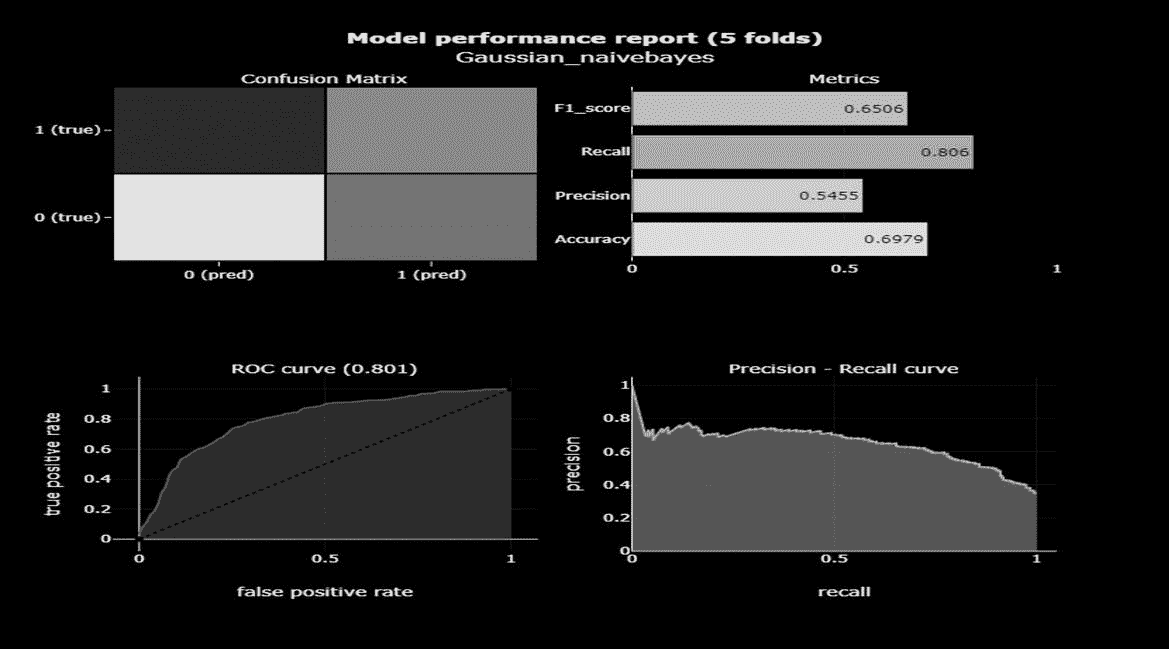 Model performance report (5 folds)
Gaussian_naivebayes
Confusion Matrix
1 (true)
0 (true)
0 (pred) 1 (pred)
Metrics
F1_score 0.6506
Recall 0.806
Precision 0.5455
Accuracy 0.6979
0 0.5 1
ROC curve (0.801)
true positive rate
1
0.8
0.6
0.4
0.2
0
0 0.5 1
false positive rate
Precision - Recall curve
precision
1
0.8
0.6
0.4
0.2
0
0 0.5 1
recall